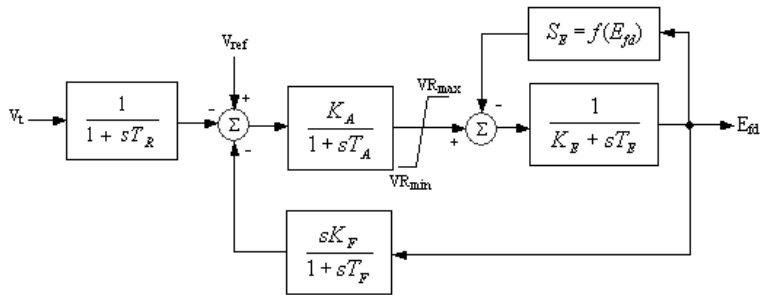 S_E = f(E_fd)
V_ref
VR_max
V_t
1
1 + sT_R
-
+
Σ
-
K_A
1 + sT_A
+
-
Σ
1
K_E + sT_E
E_fd
VR_min
sK_F
1 + sT_F